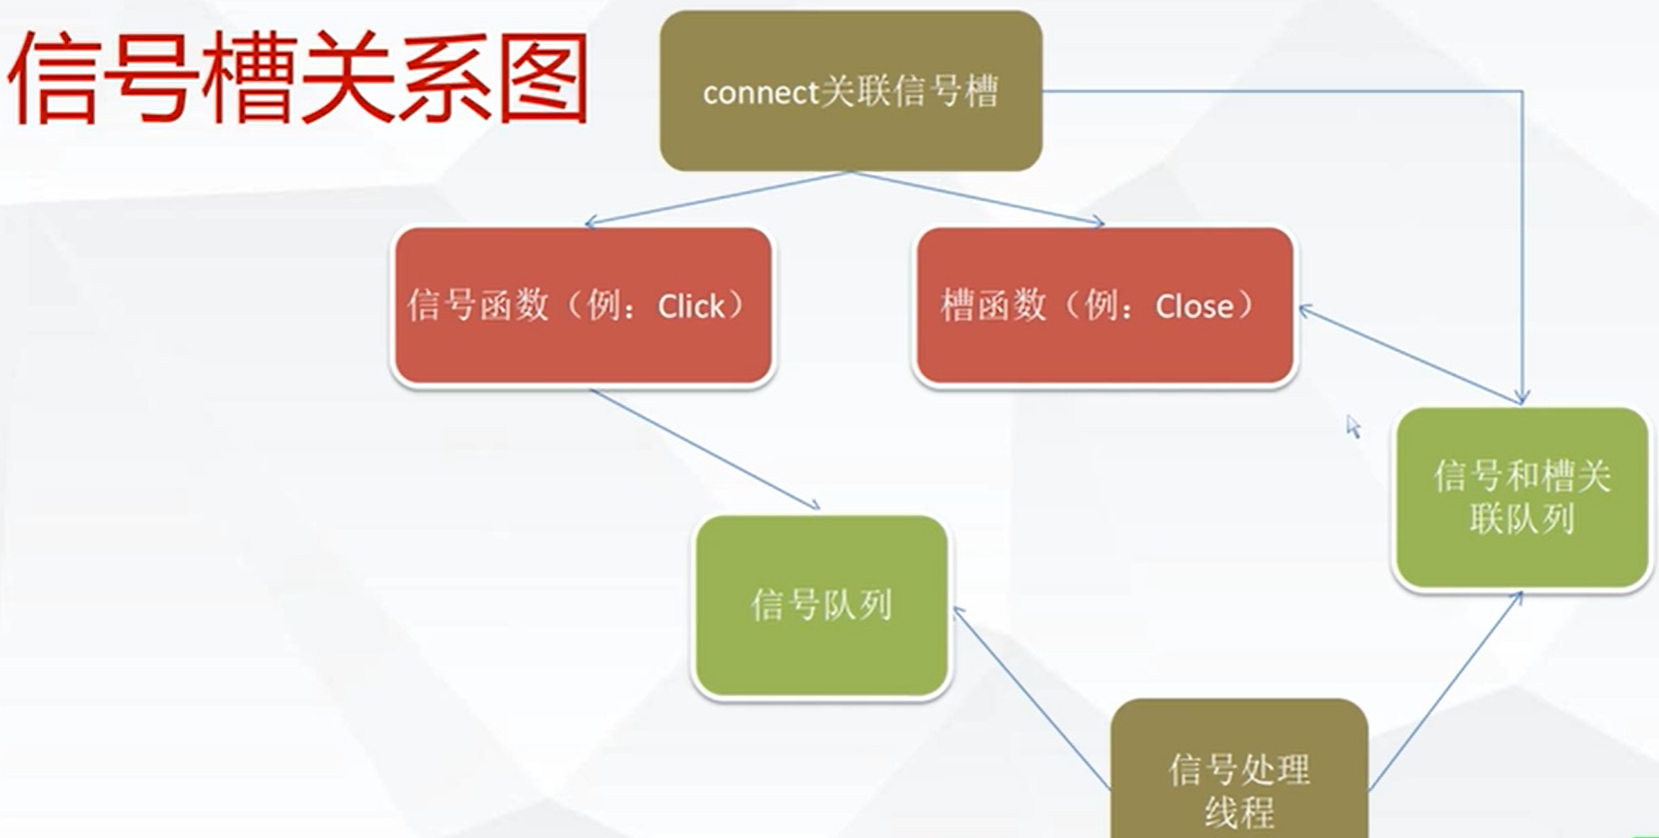 信号槽关系图
connect关联信号槽
信号函数（例：Click）
槽函数（例：Close）
信号和槽关
联队列
信号队列
信号处理
线程